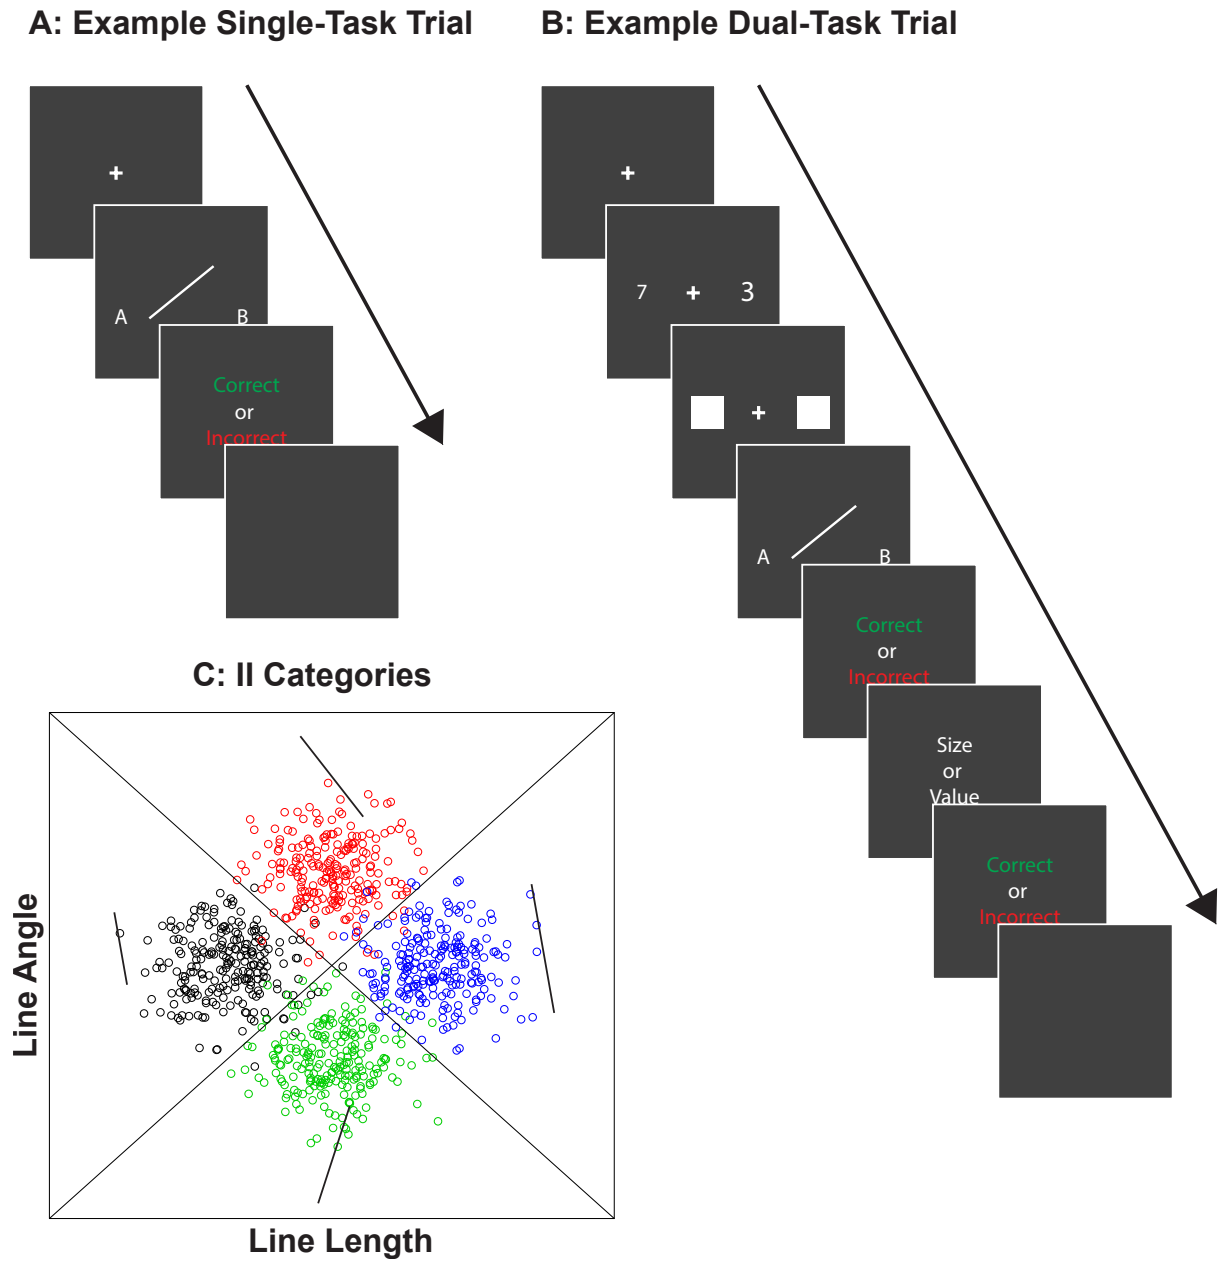 A: Example Single-Task Trial
+
A B
Correct
or
Incorrect
B: Example Dual-Task Trial
+
7 + 3
+
A B
Correct
or
Incorrect
Size
or
Value
Correct
or
Incorrect
C: II Categories
Line Angle
Line Length